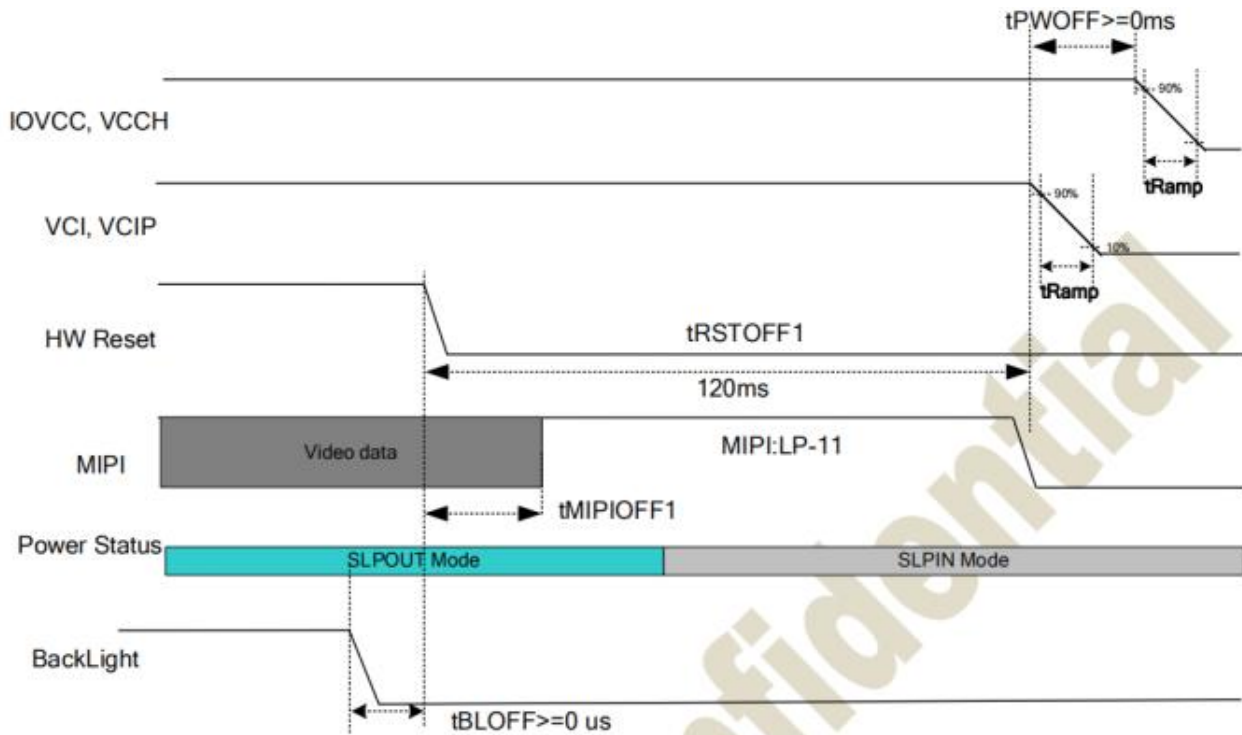 tPWOFF>=0ms
90%
IOVCC, VCCH
tRamp
90%
VCI, VCIP
10%
tRamp
HW Reset
tRSTOFF1
120ms
Video data
MIPI:LP-11
MIPI
tMIPIOFF1
Power Status
SLPOUT Mode
SLPIN Mode
BackLight
tBLOFF>=0 us
fidential